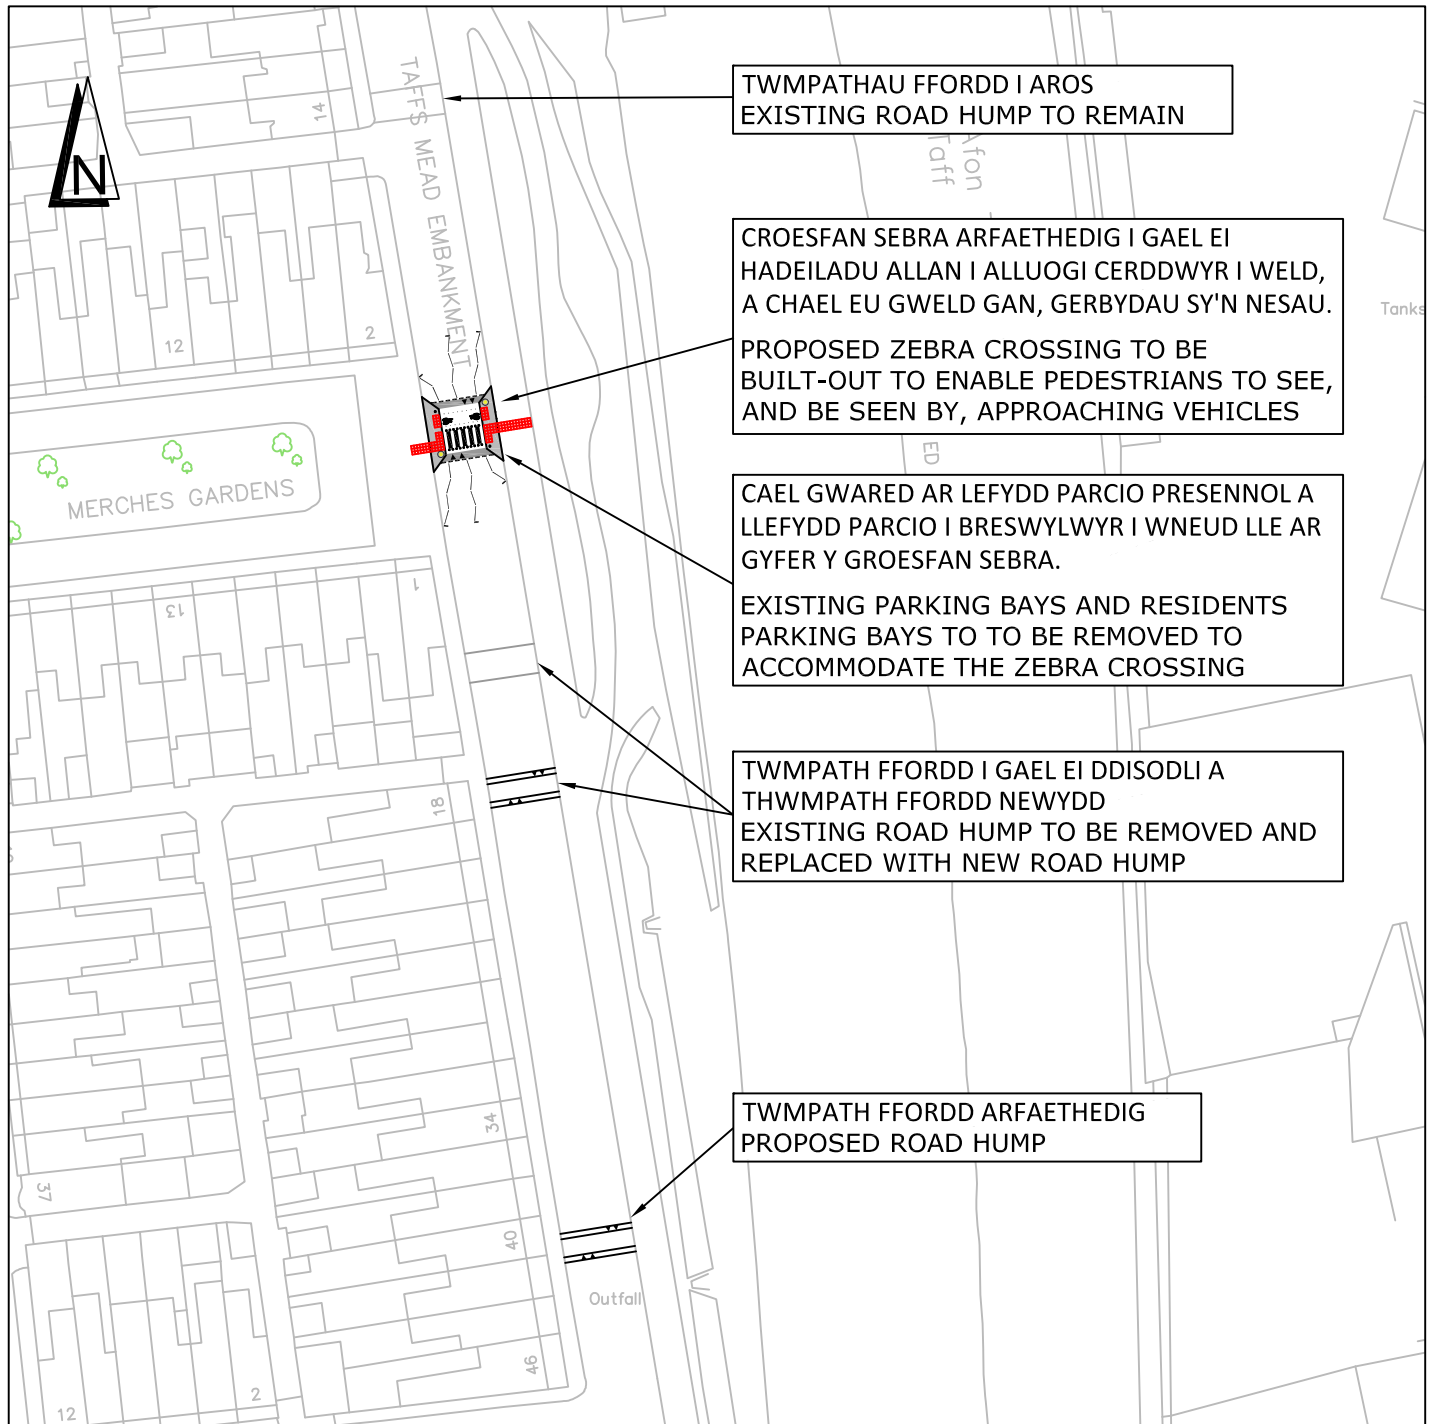 TWMPATHAU FFORDD I AROS
EXISTING ROAD HUMP TO REMAIN
14
TAFFS MEAD EMBANKMENT
N
Afon
Taff
CROESFAN SEBRA ARFAETHEDIG I GAEL EI
HADEILADU ALLAN I ALLUOGI CERDDWYR I WELD,
A CHAEL EU GWELD GAN, GERBYDAU SY'N NESAU.
PROPOSED ZEBRA CROSSING TO BE
BUILT-OUT TO ENABLE PEDESTRIANS TO SEE,
AND BE SEEN BY, APPROACHING VEHICLES
Tanks
12
2
ED
MERCHES GARDENS
CAEL GWARED AR LEFYDD PARCIO PRESENNOL A
LLEFYDD PARCIO I BRESWYLWYR I WNEUD LLE AR
GYFER Y GROESFAN SEBRA.
EXISTING PARKING BAYS AND RESIDENTS
PARKING BAYS TO TO BE REMOVED TO
ACCOMMODATE THE ZEBRA CROSSING
13
1
TWMPATH FFORDD I GAEL EI DDISODLI A
THWMPATH FFORDD NEWYDD
EXISTING ROAD HUMP TO BE REMOVED AND
REPLACED WITH NEW ROAD HUMP
18
TWMPATH FFORDD ARFAETHEDIG
PROPOSED ROAD HUMP
34
37
40
Outfall
46
2
12